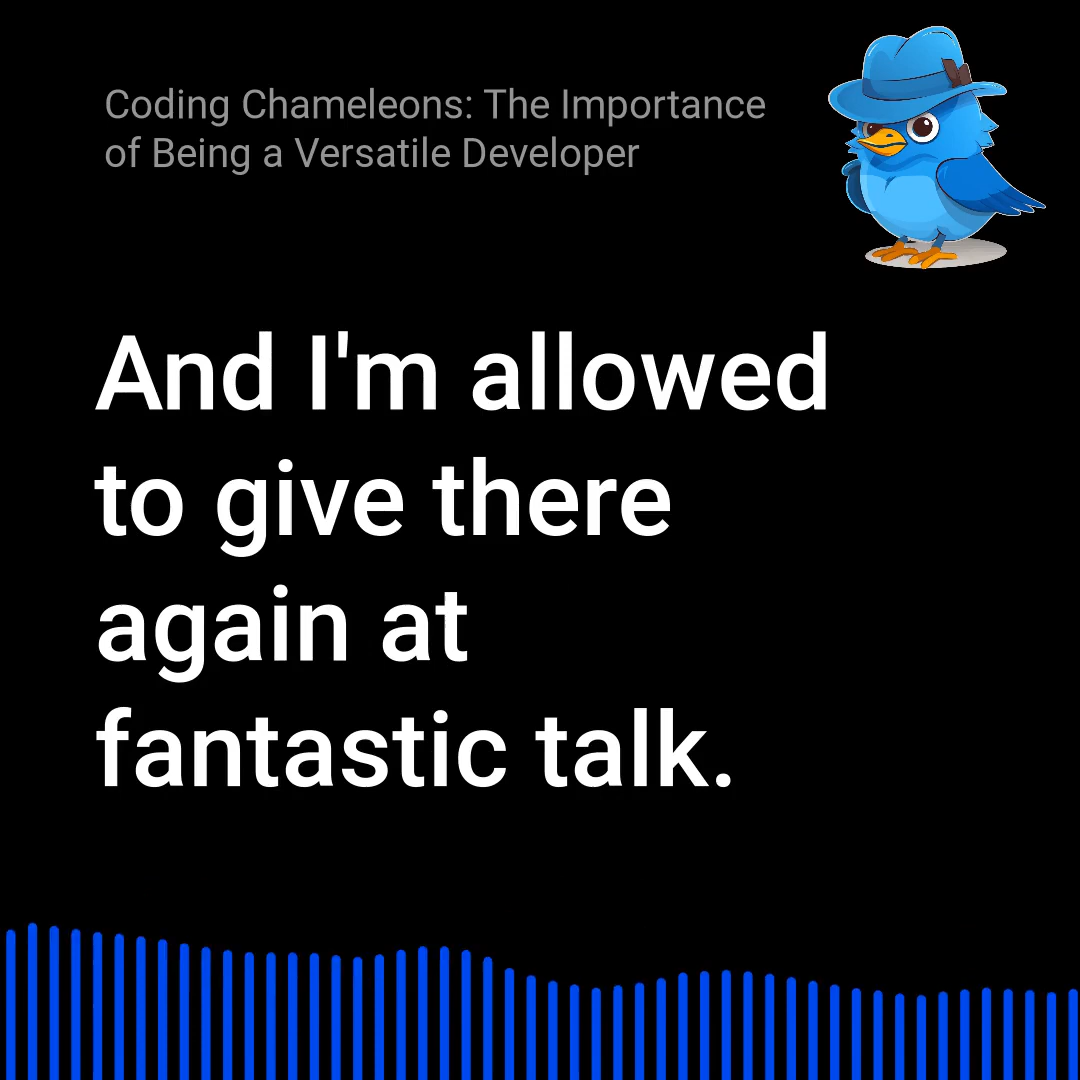 Coding Chameleons: The Importance
of Being a Versatile Developer
And I'm allowed
to give there
again at
fantastic talk.